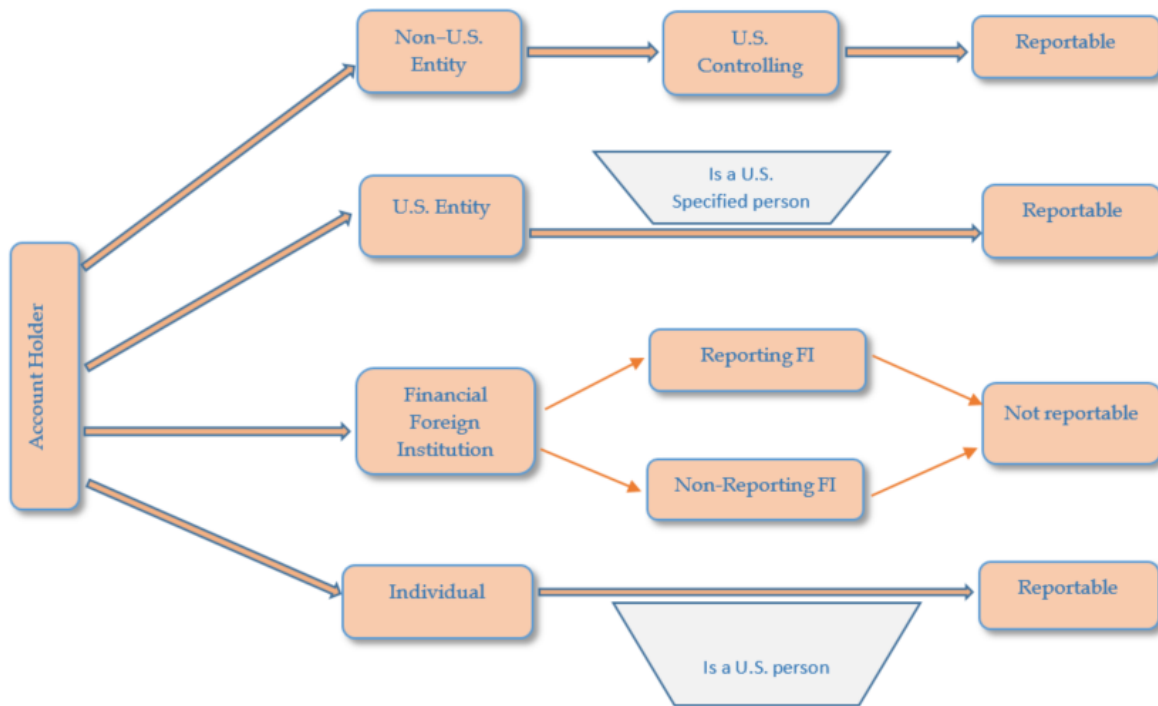 Account Holder
Non–U.S.
Entity
U.S.
Controlling
Reportable
U.S. Entity
Is a U.S.
Specified person
Reportable
Financial
Foreign
Institution
Reporting FI
Non-Reporting FI
Not reportable
Individual
Is a U.S. person
Reportable